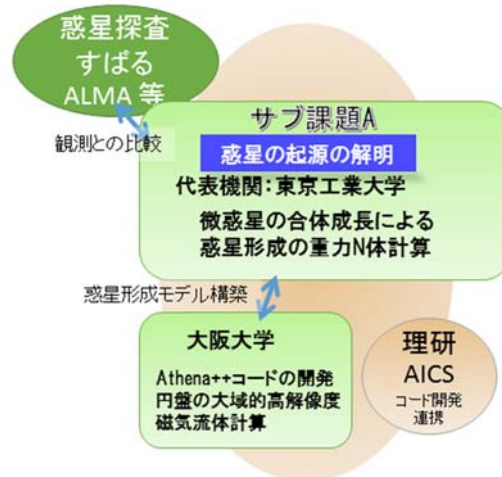 惑星探査
すばる
ALMA 等
観測との比較
サブ課題A
惑星の起源の解明
代表機関：東京工業大学
微惑星の合体成長による
惑星形成の重力N体計算
惑星形成モデル構築
大阪大学
Athena++コードの開発
円盤の大域的高解像度
磁気流体計算
理研
AICS
コード開発
連携